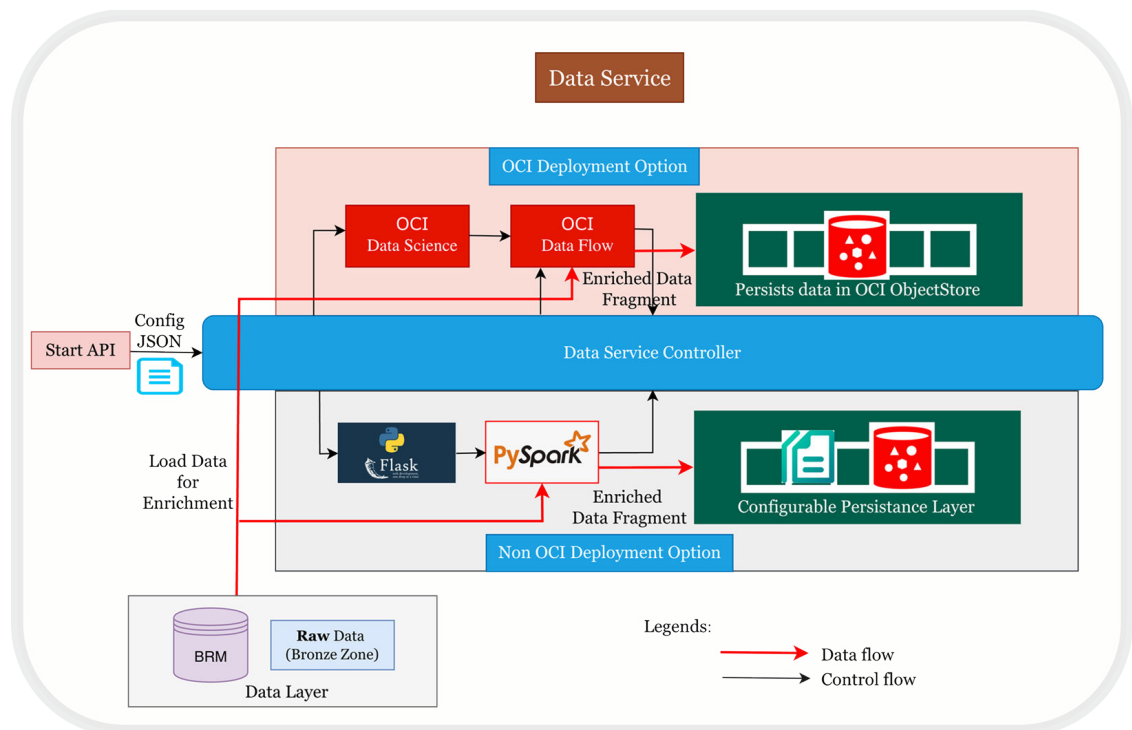 Data Service
OCI Deployment Option
OCI
Data Science
OCI
Data Flow
Enriched Data
Fragment
Persists data in OCI ObjectStore
Config
JSON
Start API
Data Service Controller
Flask
PySpark
Load Data
for
Enrichment
Enriched
Data Fragment
Configurable Persistance Layer
Non OCI Deployment Option
BRM
Raw Data
(Bronze Zone)
Data Layer
Legends:
Data flow
Control flow